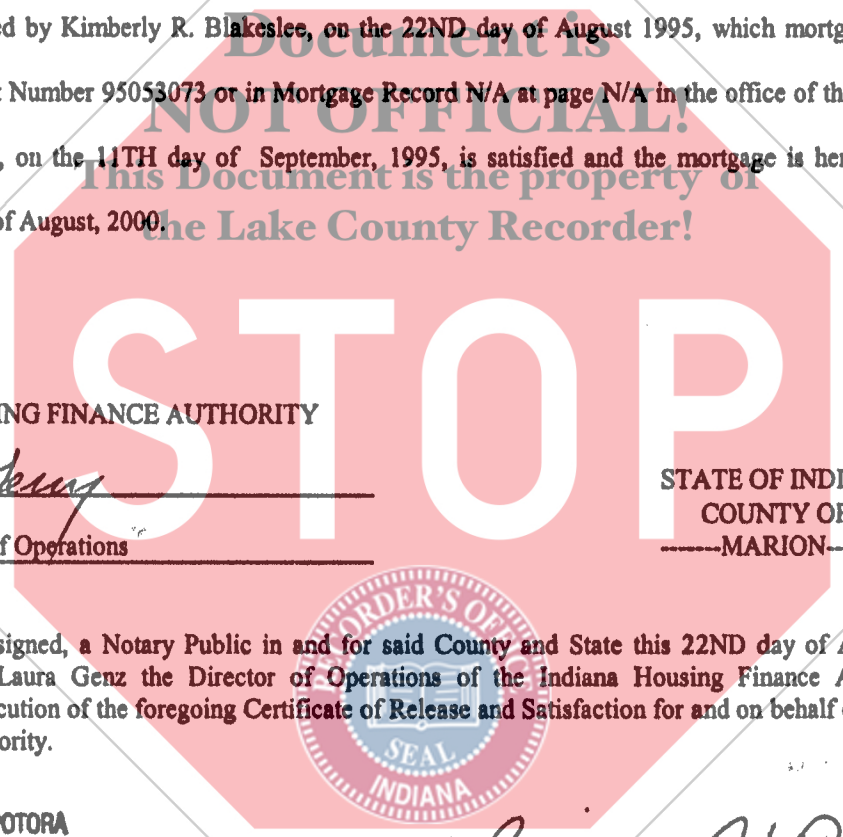 Document is
ed by Kimberly R. Blakeslee, on the 22ND day of August 1995, which mortg
NOT OFFICIAL!
t Number 95053073 or in Mortgage Record N/A at page N/A in the office of th
, on the 11TH day of September, 1995, is satisfied and the mortgage is her
This Document is the property of
of August, 2000.
the Lake County Recorder!
STOP
ING FINANCE AUTHORITY
STATE OF INDI
COUNTY OF
-------MARION--
of Operations
RECORDER'S OFFICE
SEAL
INDIANA
signed, a Notary Public in and for said County and State this 22ND day of A
Laura Genz the Director of Operations of the Indiana Housing Finance A
cution of the foregoing Certificate of Release and Satisfaction for and on behalf
ority.
POTORA